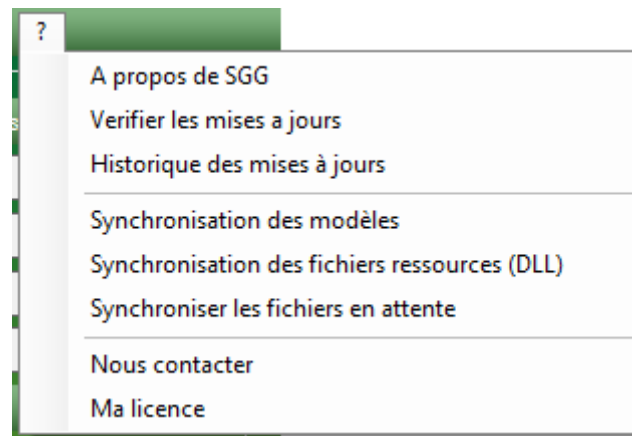 ?
A propos de SGG
Verifier les mises a jours
Historique des mises à jours
Synchronisation des modèles
Synchronisation des fichiers ressources (DLL)
Synchroniser les fichiers en attente
Nous contacter
Ma licence